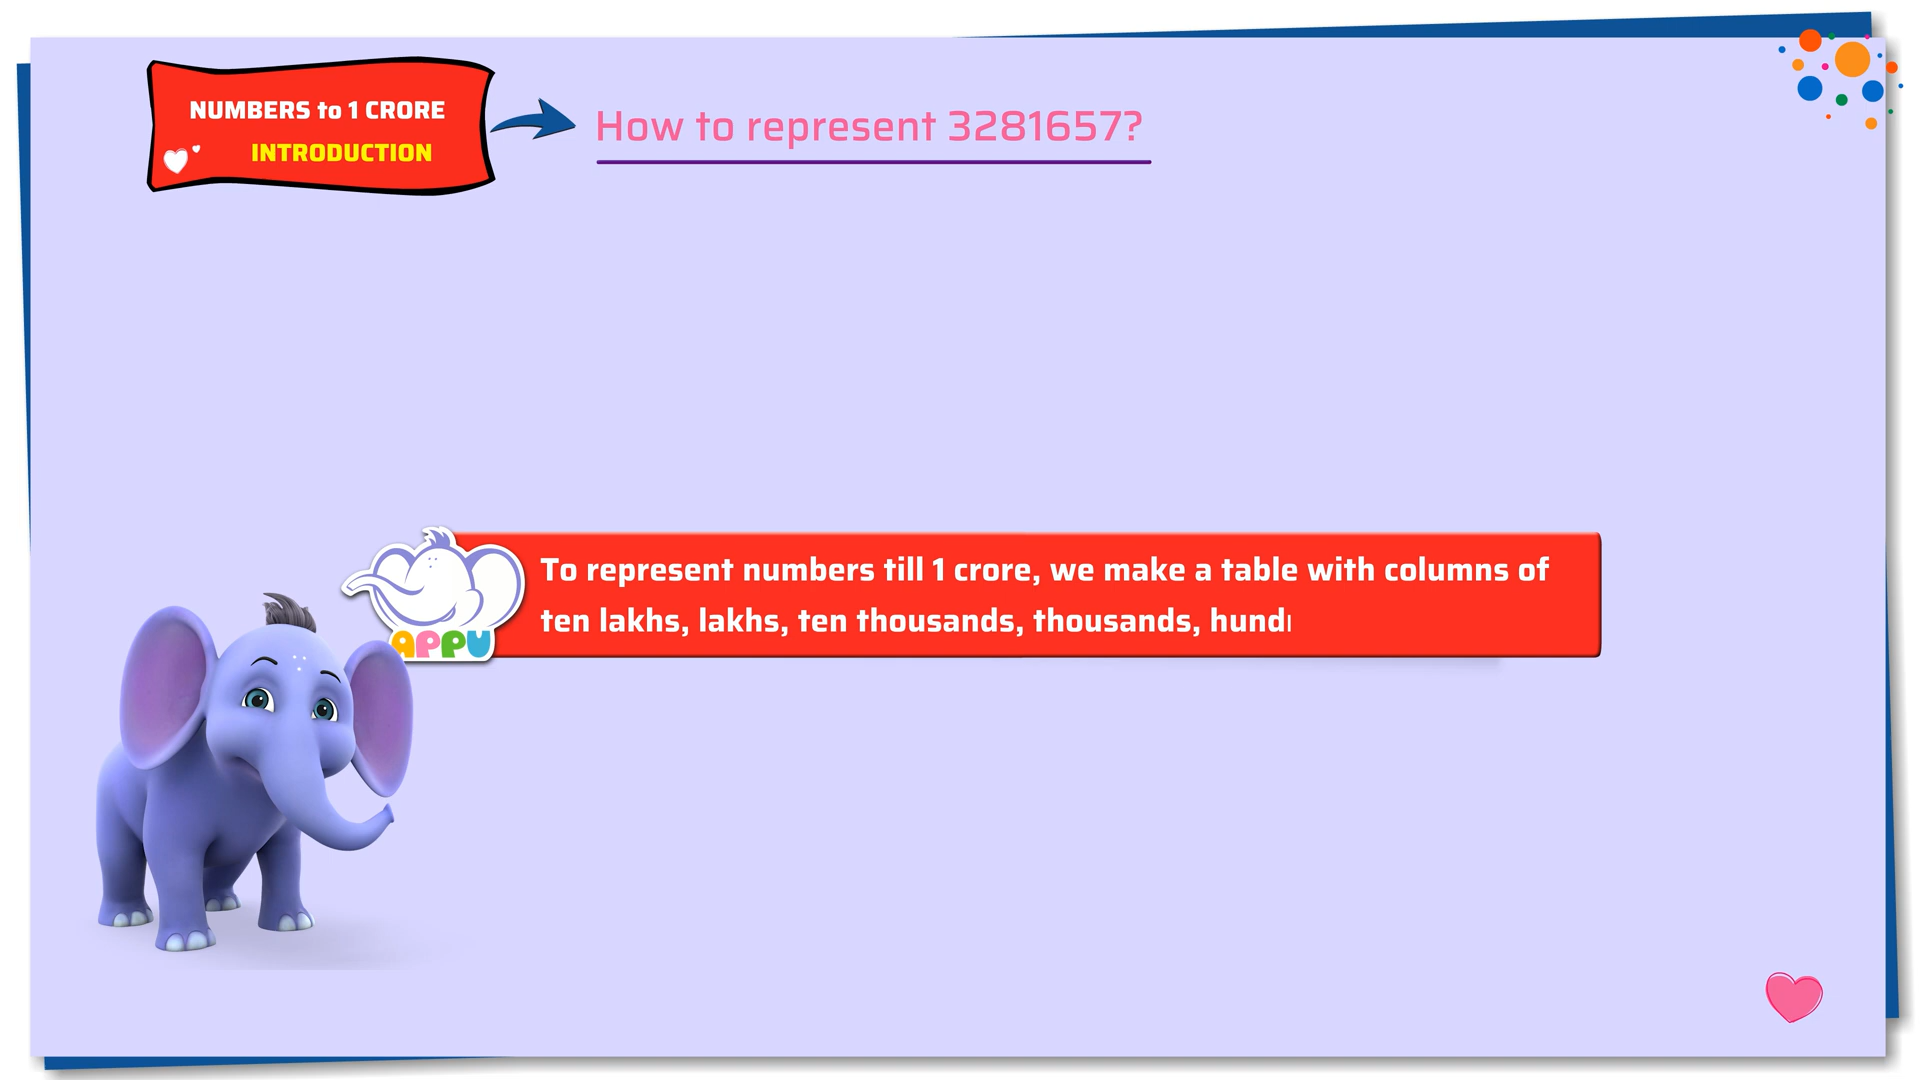 NUMBERS to 1 CRORE
INTRODUCTION
How to represent 3281657?
To represent numbers till 1 crore, we make a table with columns of
ten lakhs, lakhs, ten thousands, thousands, hund
APPU